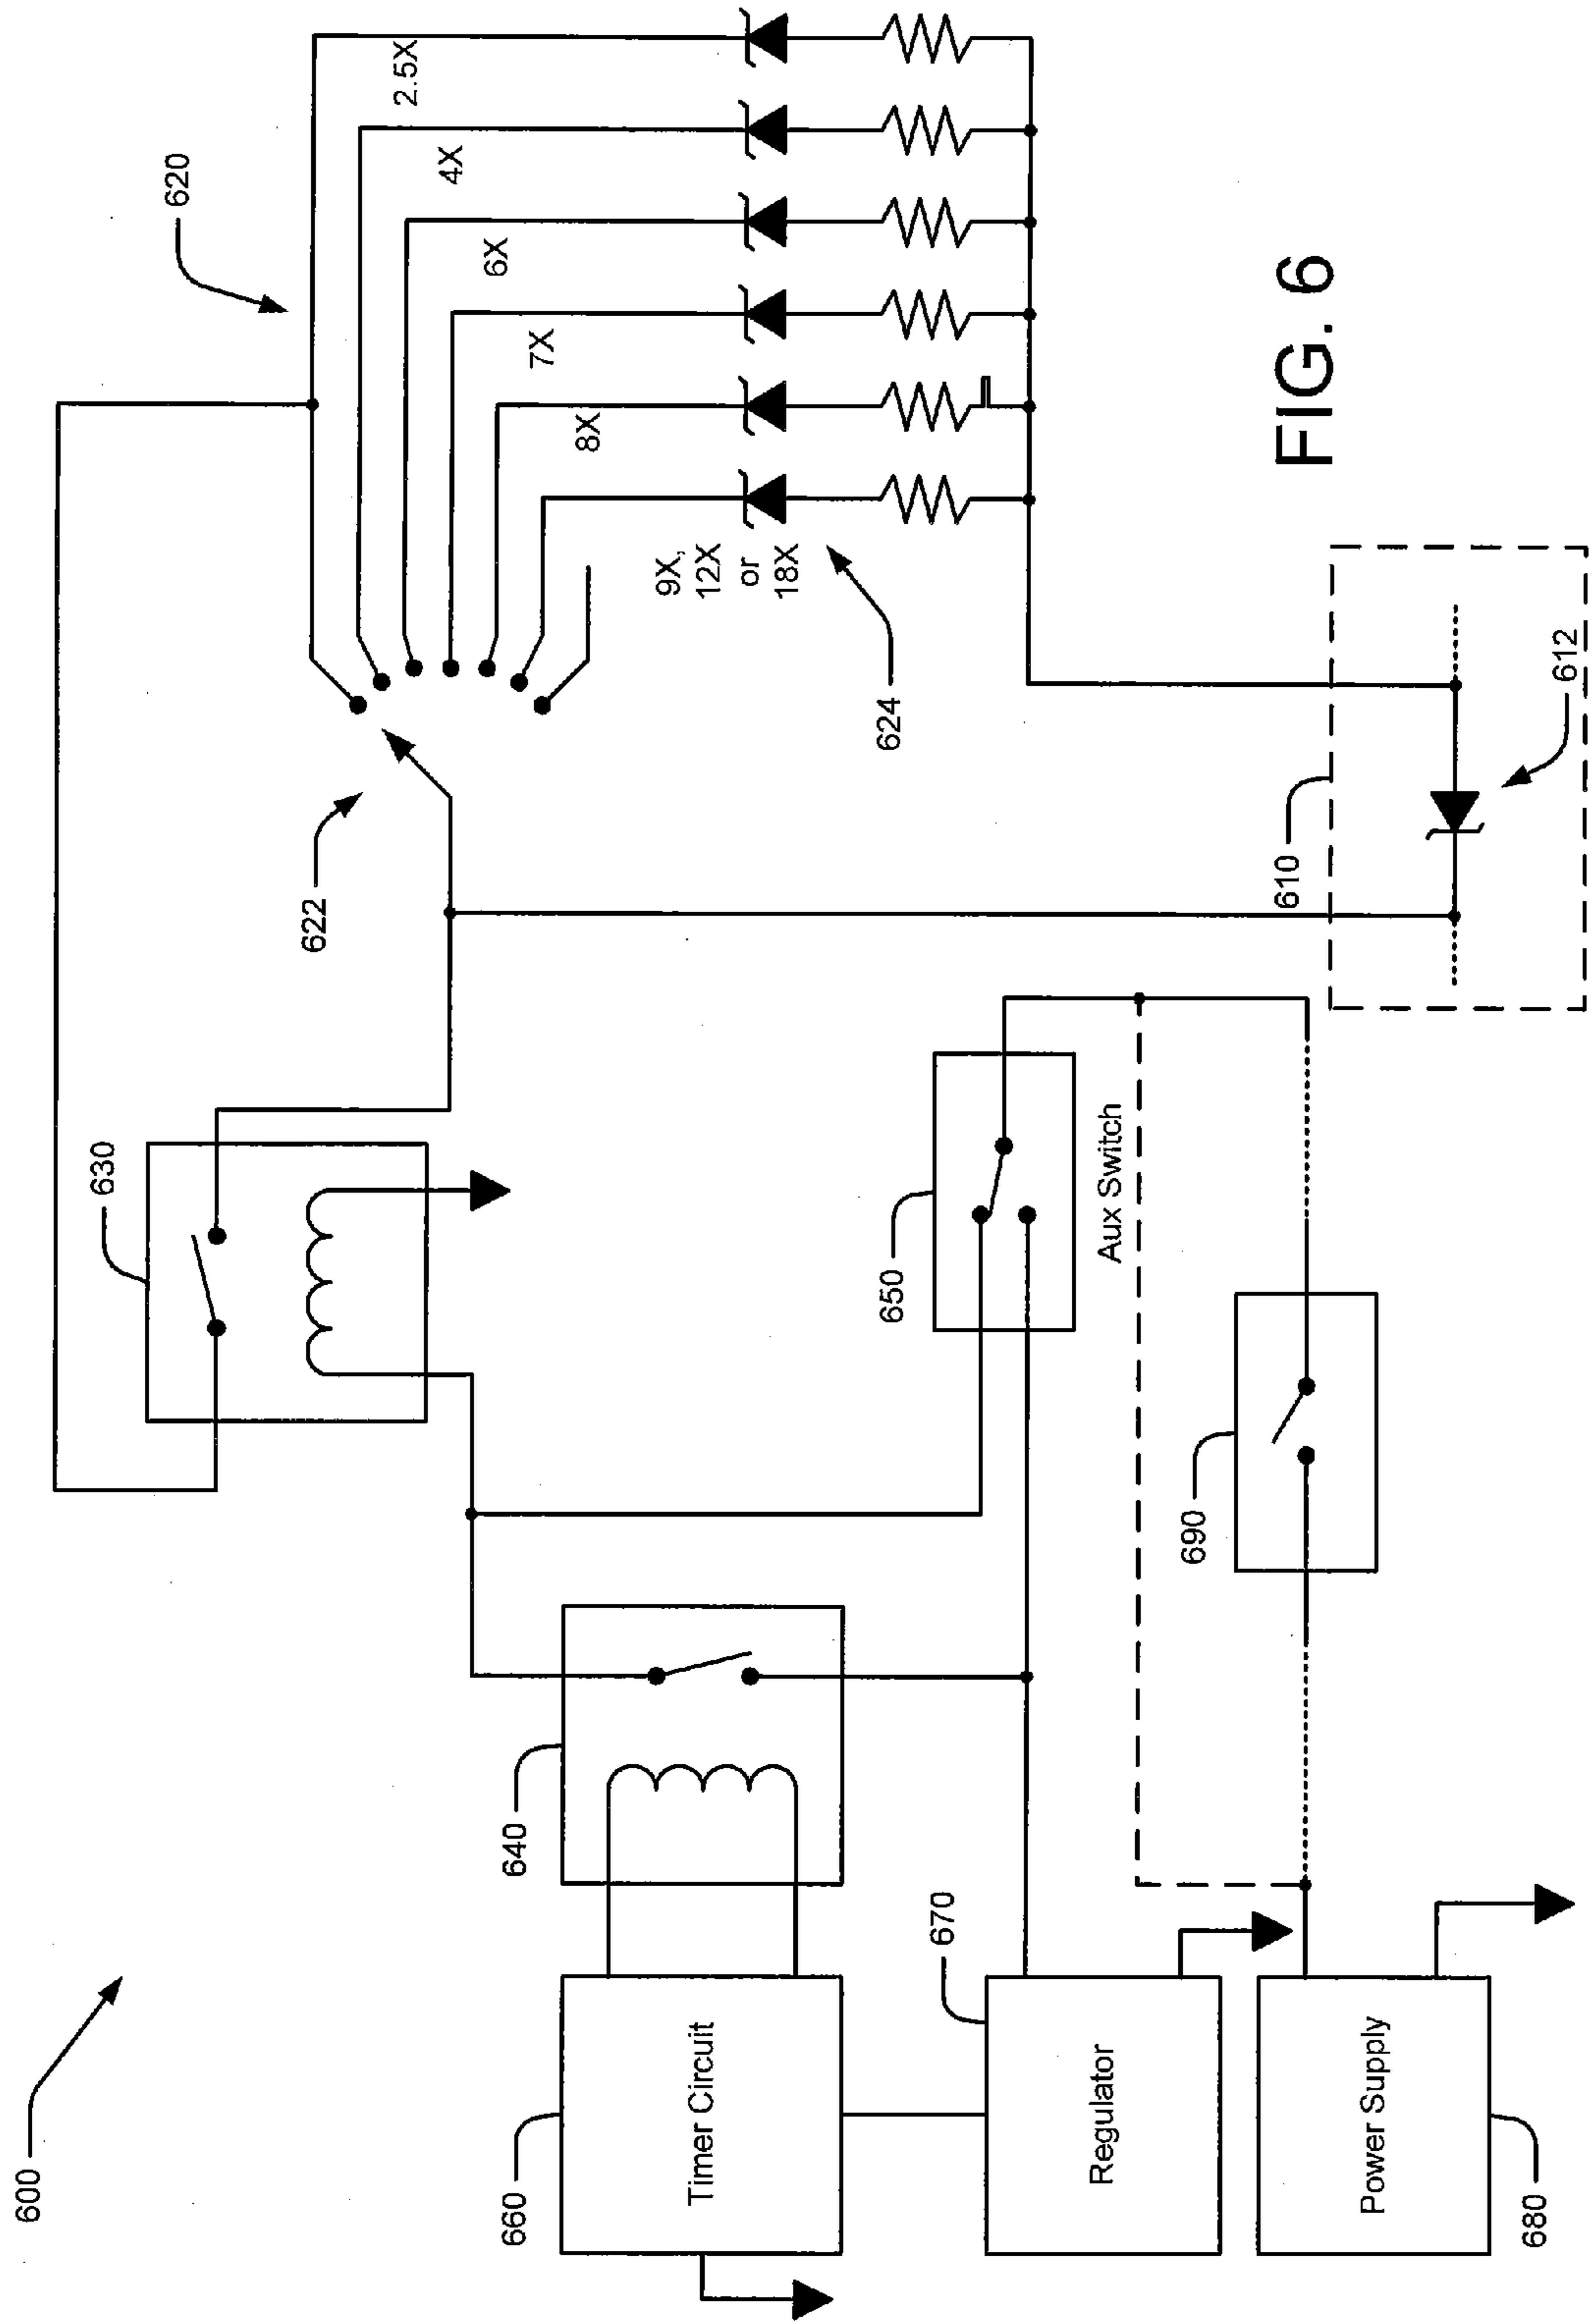 600
660
Timer Circuit
670
Regulator
680
Power Supply
640
630
690
650
Aux Switch
622
620
2.5X
4X
6X
7X
8X
9X,
12X
or
18X
624
610
612
FIG. 6